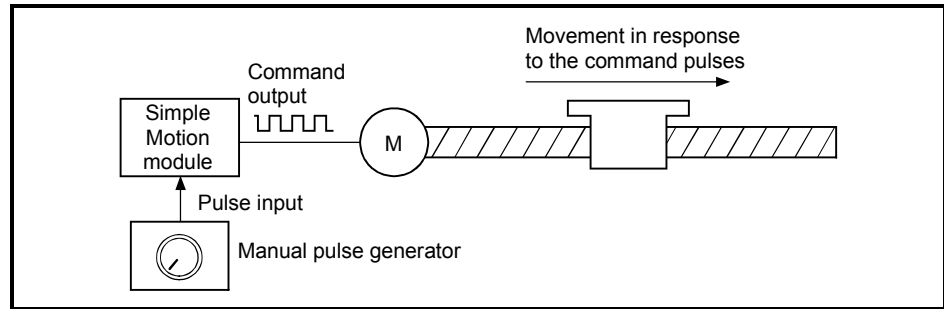 Movement in response
to the command pulses
Command
output
Simple
Motion
module
M
Pulse input
Manual pulse generator